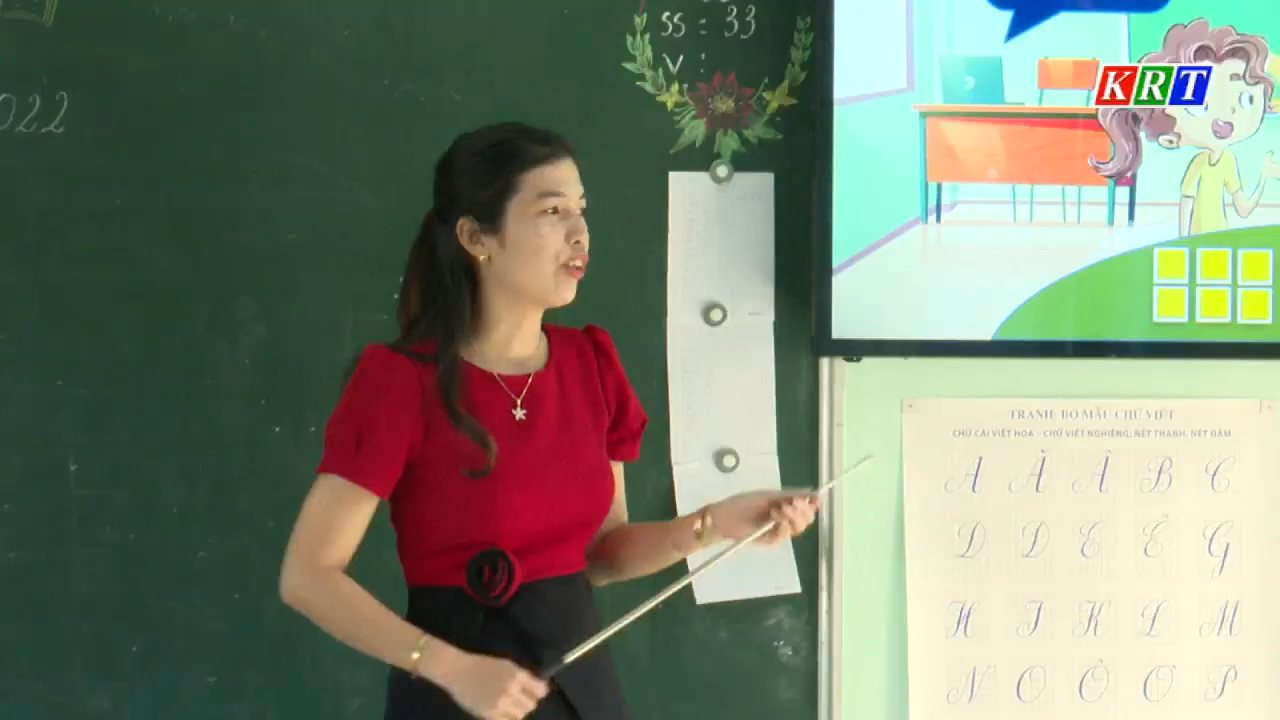 ss : 33
v :
022
KRT
TRANH: BỘ MẪU CHỮ VIẾT
CHỮ CÁI VIẾT HOA - CHỮ VIẾT NGHIÊNG, NÉT THANH, NÉT ĐẬM
A Ă Â B C
D Đ E Ê G
H I K L M
N O Ô Ơ P